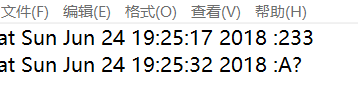 文件(F) 编辑(E) 格式(O) 查看(V) 帮助(H)
at Sun Jun 24 19:25:17 2018 :233
at Sun Jun 24 19:25:32 2018 :A?